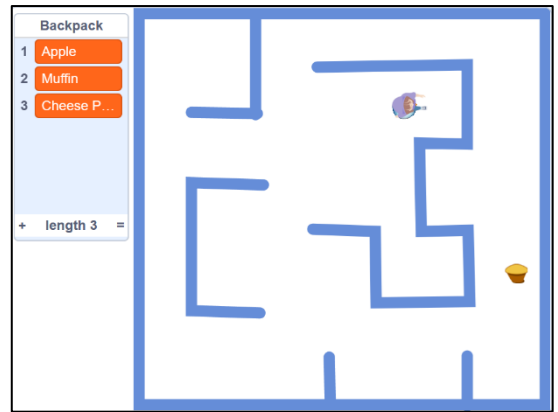 Backpack
1 Apple
2 Muffin
3 Cheese P...
+ length 3 =